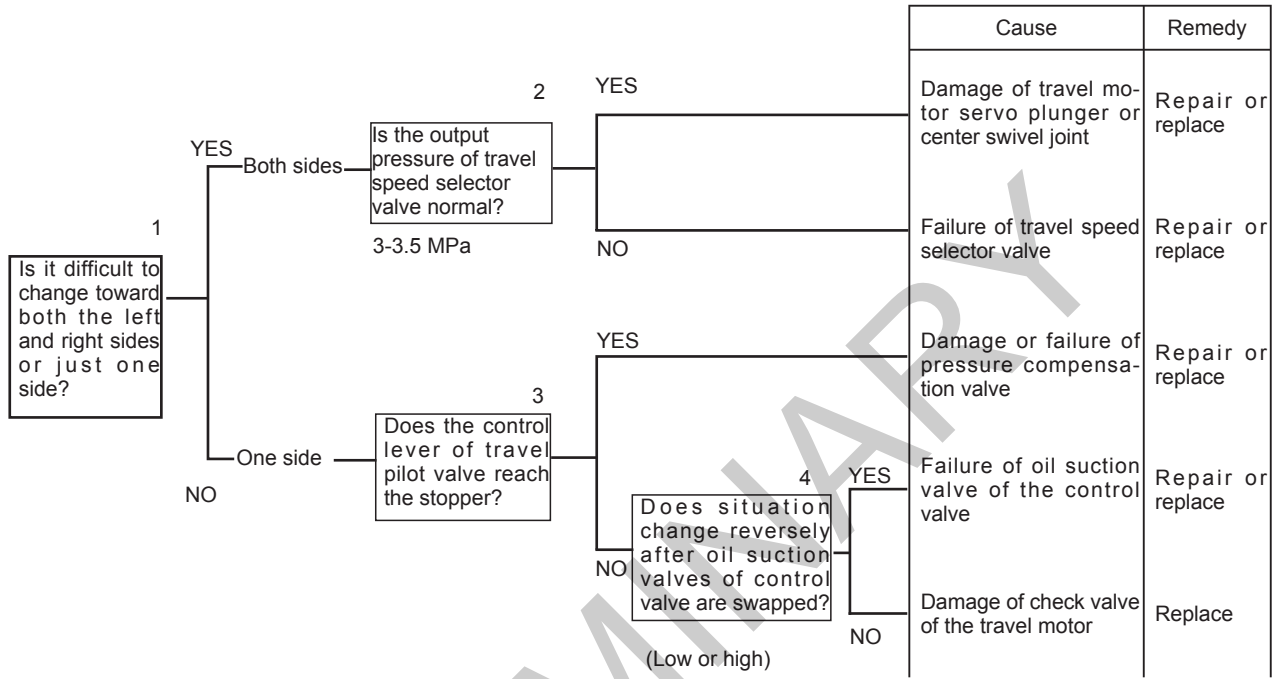 Cause
Remedy
1
Is it difficult to
change toward
both the left
and right sides
or just one
side?
YES
Both sides
2
Is the output
pressure of travel
speed selector
valve normal?
3-3.5 MPa
YES
Damage of travel mo-
tor servo plunger or
center swivel joint
Repair or
replace
NO
Failure of travel speed
selector valve
Repair or
replace
NO
One side
3
Does the control
lever of travel
pilot valve reach
the stopper?
YES
Damage or failure of
pressure compensa-
tion valve
Repair or
replace
NO
4
Does situation
change reversely
after oil suction
valves of control
valve are swapped?
(Low or high)
YES
Failure of oil suction
valve of the control
valve
Repair or
replace
NO
Damage of check valve
of the travel motor
Replace
MINARY